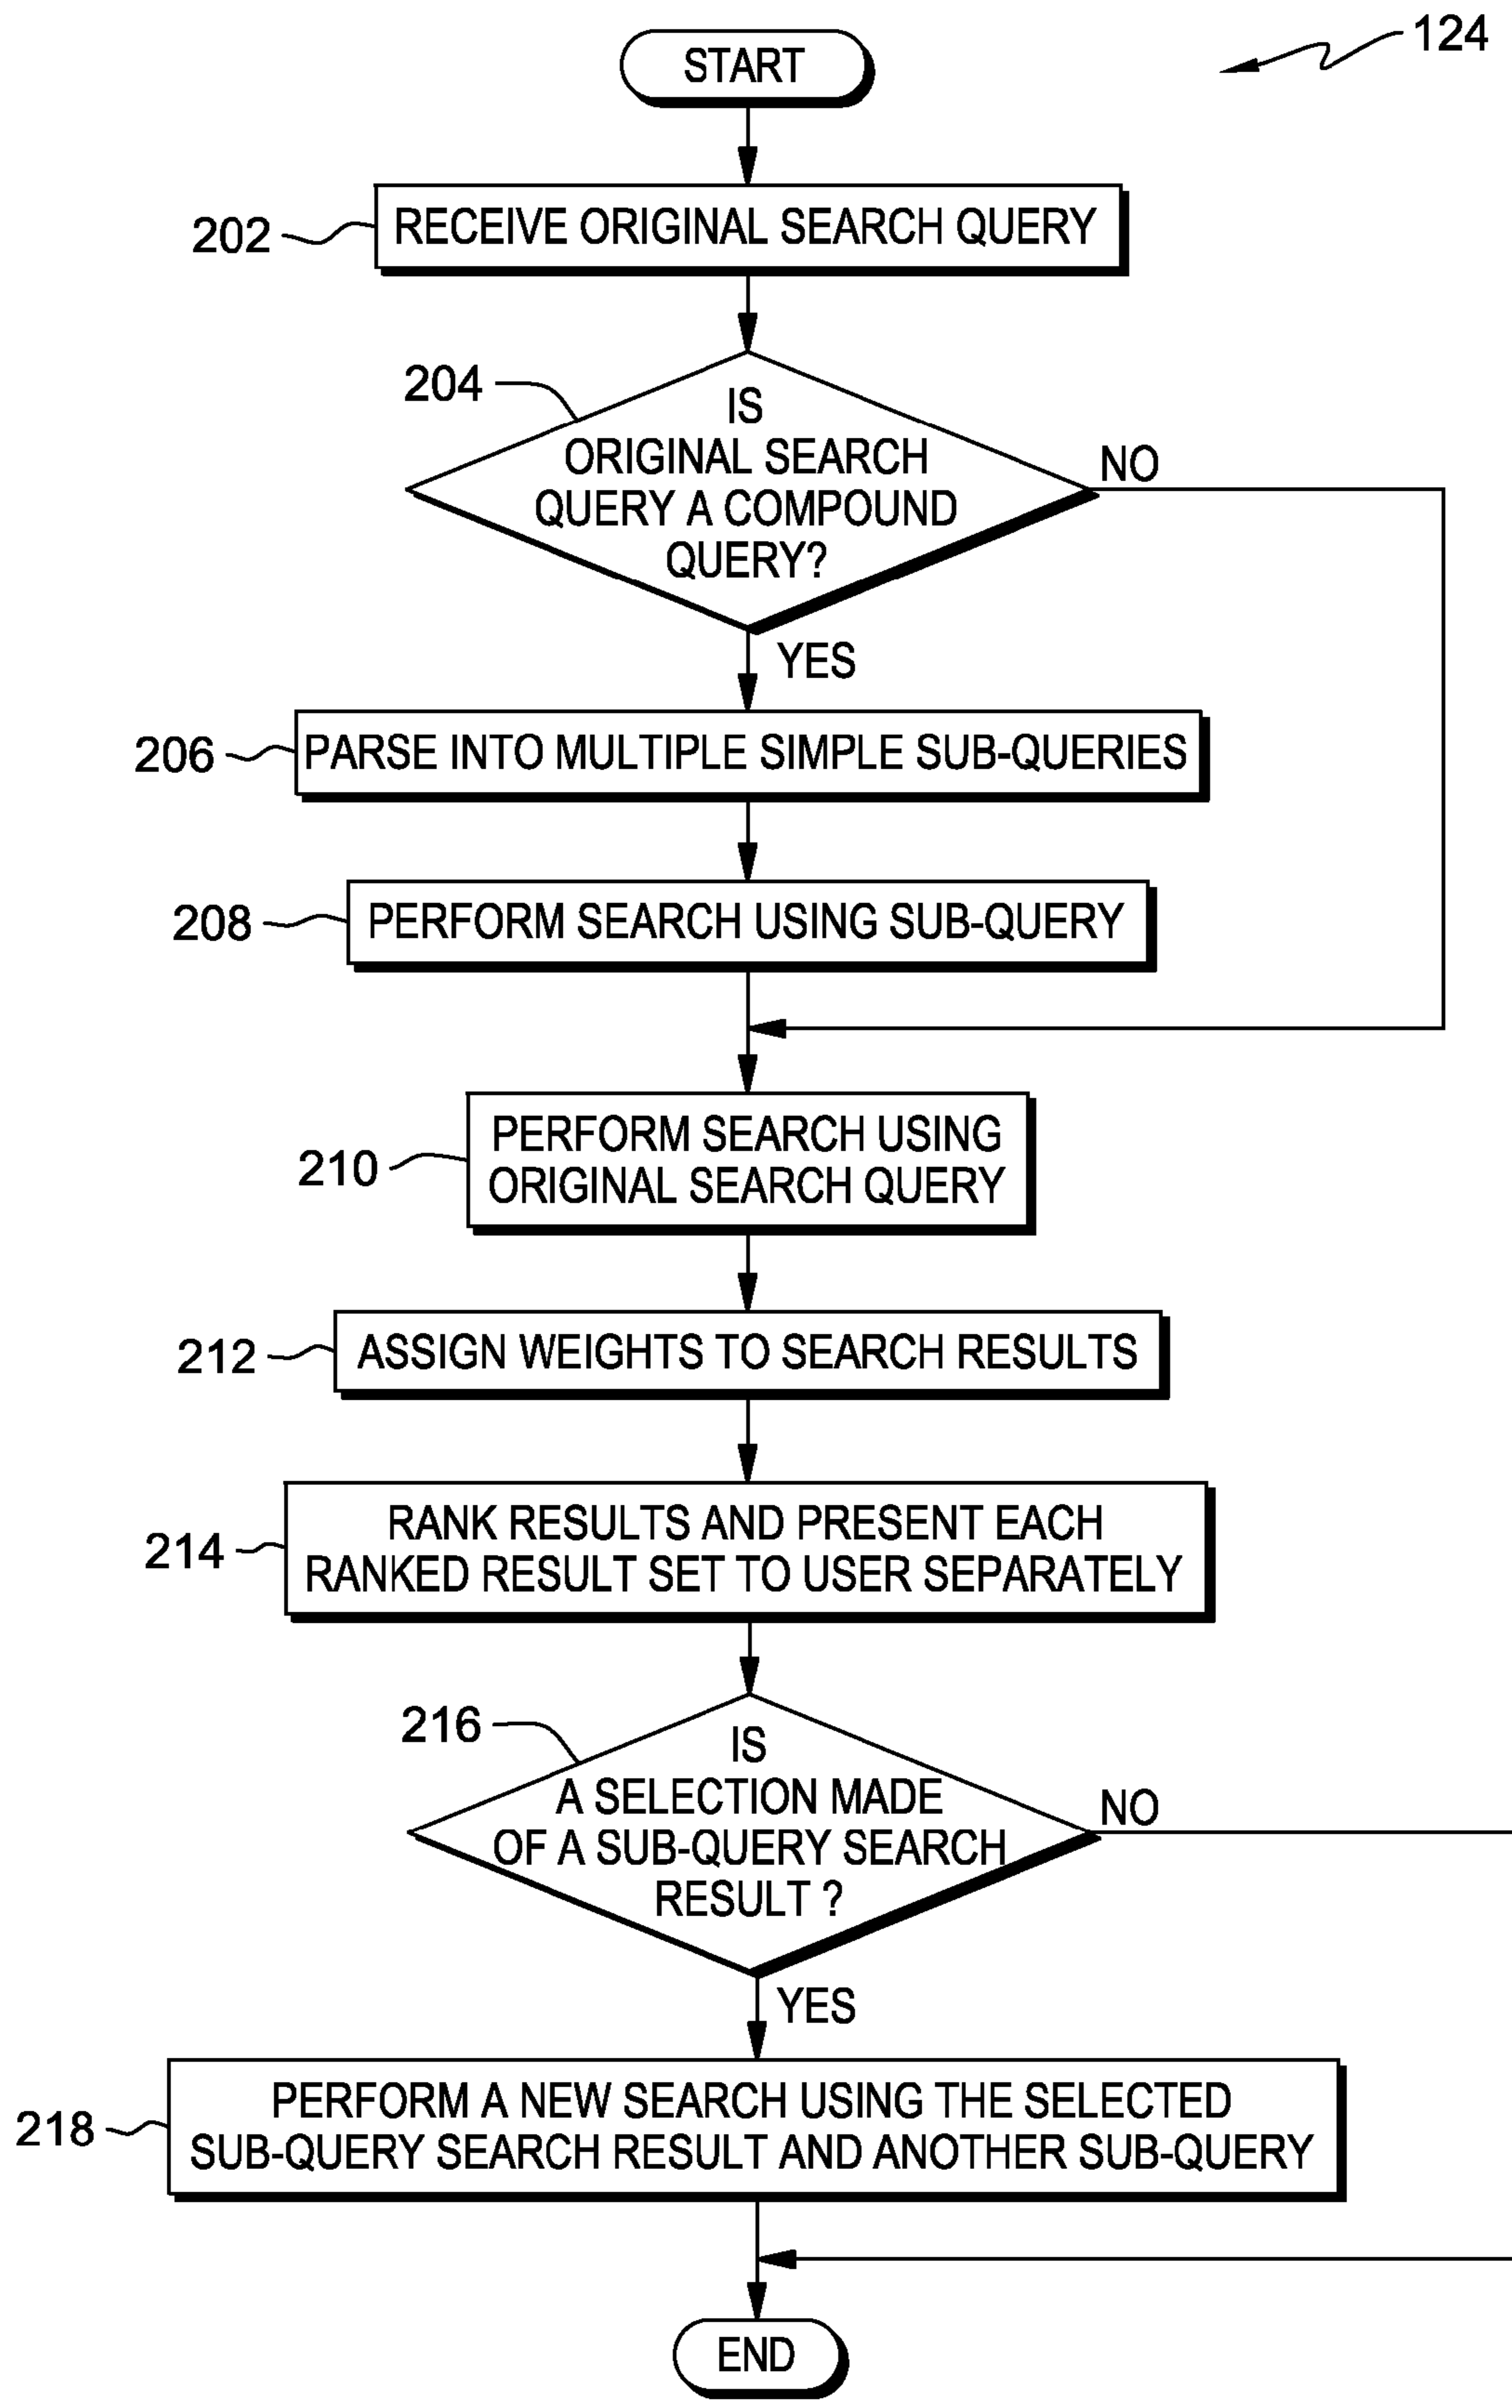 124
START
202
RECEIVE ORIGINAL SEARCH QUERY
204
IS
ORIGINAL SEARCH
QUERY A COMPOUND
QUERY?
NO
YES
206
PARSE INTO MULTIPLE SIMPLE SUB-QUERIES
208
PERFORM SEARCH USING SUB-QUERY
210
PERFORM SEARCH USING
ORIGINAL SEARCH QUERY
212
ASSIGN WEIGHTS TO SEARCH RESULTS
214
RANK RESULTS AND PRESENT EACH
RANKED RESULT SET TO USER SEPARATELY
216
IS
A SELECTION MADE
OF A SUB-QUERY SEARCH
RESULT ?
NO
YES
218
PERFORM A NEW SEARCH USING THE SELECTED
SUB-QUERY SEARCH RESULT AND ANOTHER SUB-QUERY
END